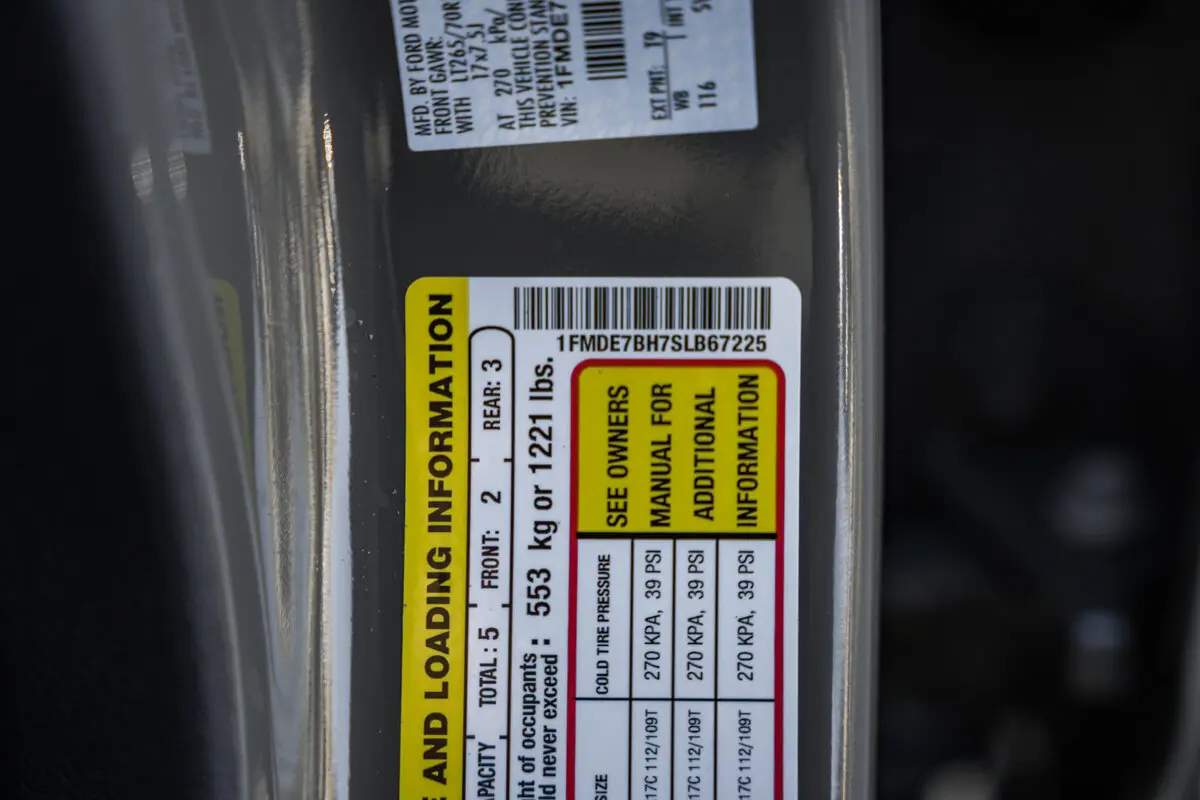 MFD. BY FORD MOT
FRONT GAWR:
WITH LT265/70R
17x7.5J
AT 270 kPa/
THIS VEHICLE CON
PREVENTION STAN
VIN: 1FMDE7
EXT PNT: T9
WB
116
1FMDE7BH7SLB67225
AND LOADING INFORMATION
PACITY TOTAL: 5 FRONT: 2 REAR: 3
ht of occupants : 553 kg or 1221 lbs.
ld never exceed :
SIZE COLD TIRE PRESSURE SEE OWNERS
17C 112/109T 270 KPA, 39 PSI MANUAL FOR
17C 112/109T 270 KPA, 39 PSI ADDITIONAL
17C 112/109T 270 KPA, 39 PSI INFORMATION